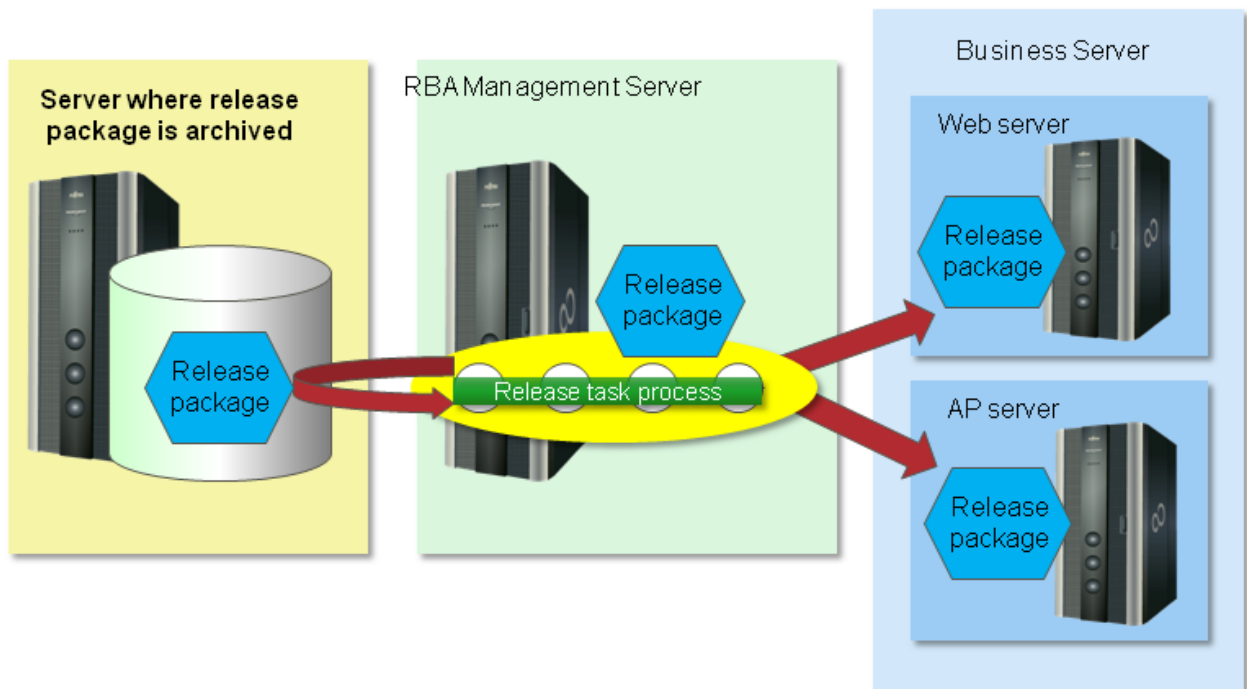 Server where release
package is archived
Release
package
RBA Management Server
Release
package
Release task process
Business Server
Web server
Release
package
AP server
Release
package